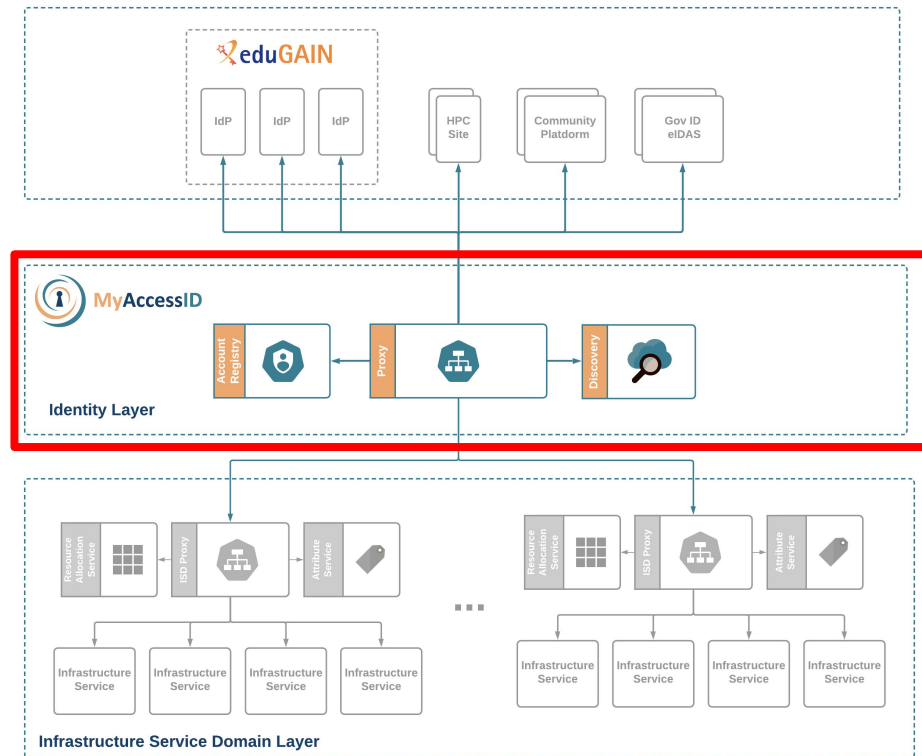 eduGAIN
IdP
IdP
IdP
HPC
Site
Community
Platdorm
Gov ID
eIDAS
MyAccessID
Account
Registry
Proxy
Discovery
Identity Layer
Resource
Allocation
Service
ISD Proxy
Attribute
Service
...
Resource
Allocation
Service
ISD Proxy
Attribute
Service
Infrastructure
Service
Infrastructure
Service
Infrastructure
Service
Infrastructure
Service
Infrastructure
Service
Infrastructure
Service
Infrastructure
Service
Infrastructure
Service
Infrastructure Service Domain Layer